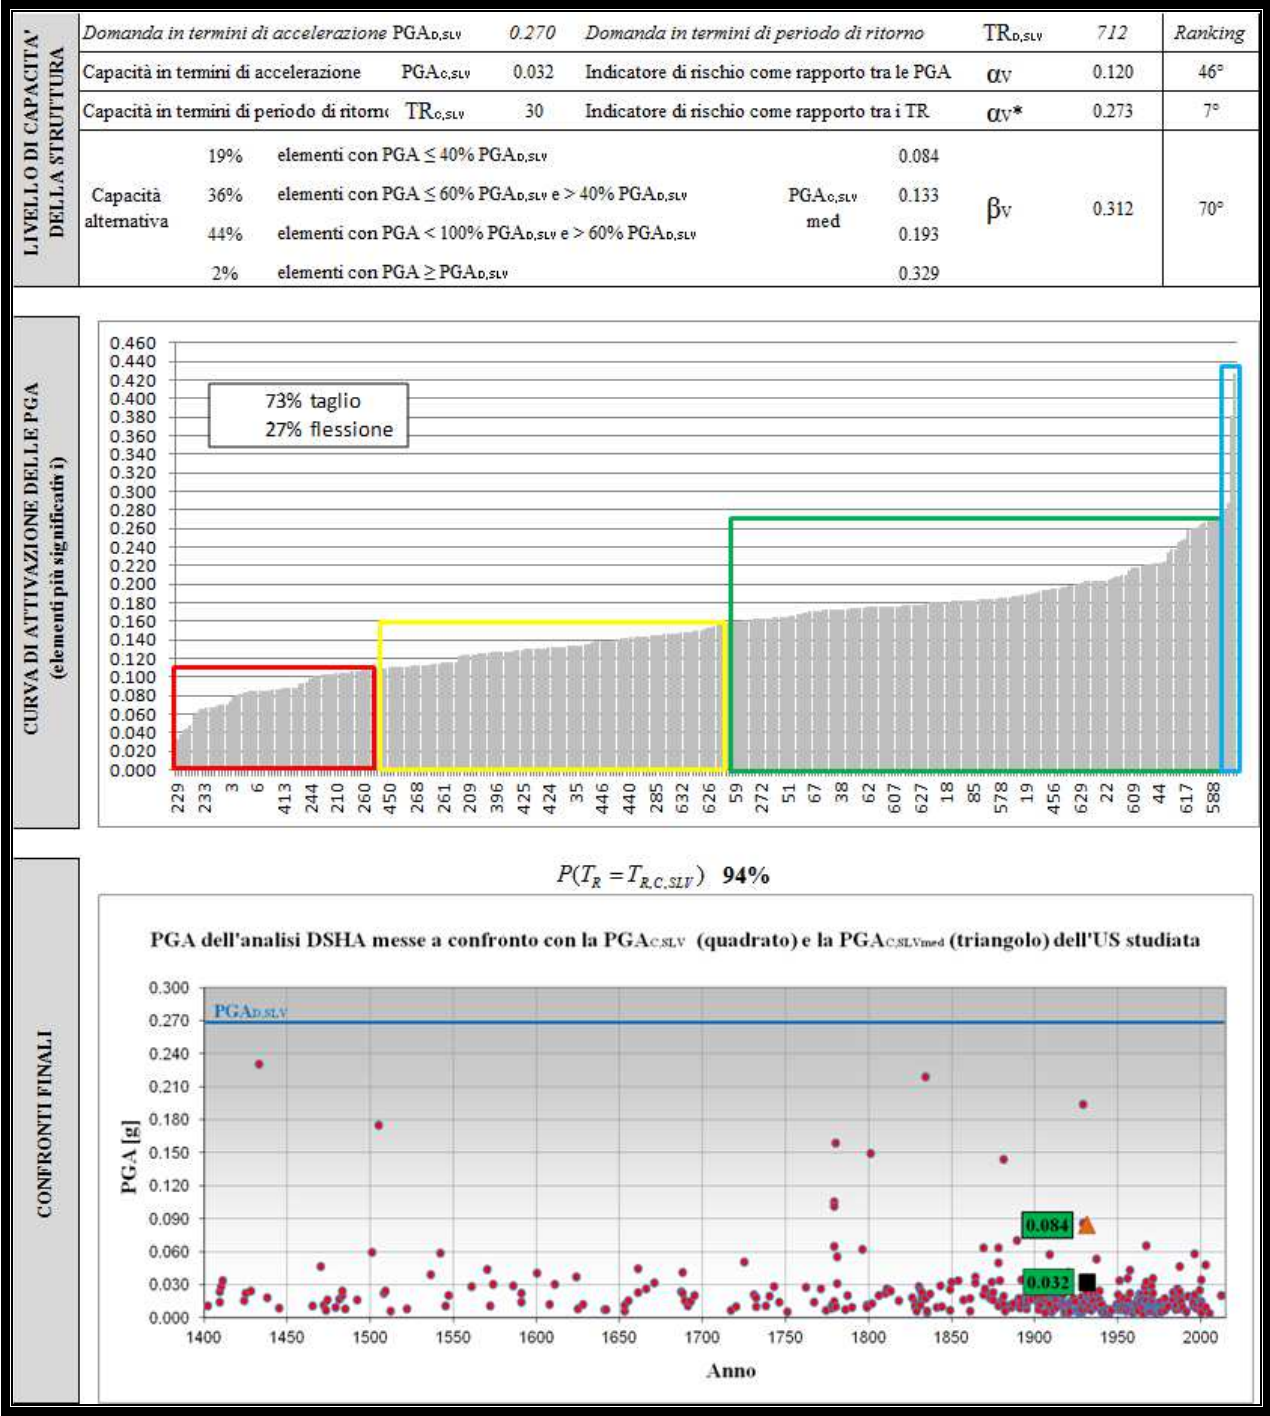 LIVELLO DI CAPACITA'
DELLA STRUTTURA
Domanda in termini di accelerazione PGAD,SLV 0.270 Domanda in termini di periodo di ritorno TRD,SLV 712 Ranking
Capacità in termini di accelerazione PGAC,SLV 0.032 Indicatore di rischio come rapporto tra le PGA αV 0.120 46°
Capacità in termini di periodo di ritorno TRC,SLV 30 Indicatore di rischio come rapporto tra i TR αV* 0.273 7°
Capacità
alternativa
19% elementi con PGA ≤ 40% PGAD,SLV 0.084
36% elementi con PGA ≤ 60% PGAD,SLV e > 40% PGAD,SLV 0.133
44% elementi con PGA < 100% PGAD,SLV e > 60% PGAD,SLV 0.193
2% elementi con PGA ≥ PGAD,SLV 0.329
PGAC,SLV
med
βV 0.312 70°
CURVA DI ATTIVAZIONE DELLE PGA
(elementi più significativi)
0.460
0.440
0.420
0.400
0.380
0.360
0.340
0.320
0.300
0.280
0.260
0.240
0.220
0.200
0.180
0.160
0.140
0.120
0.100
0.080
0.060
0.040
0.020
0.000
73% taglio
27% flessione
229 233 3 6 413 244 210 260 450 268 261 209 396 425 424 35 446 440 285 632 626 59 272 51 67 38 62 607 627 18 85 578 19 456 629 22 609 44 617 588
CONFRONTI FINALI
P(TR = TR,C,SLV) 94%
PGA dell'analisi DSHA messe a confronto con la PGAC,SLV (quadrato) e la PGAC,SLVmed (triangolo) dell'US studiata
PGA [g]
0.300
0.270
0.240
0.210
0.180
0.150
0.120
0.090
0.060
0.030
0.000
PGAD,SLV
0.084
0.032
1400 1450 1500 1550 1600 1650 1700 1750 1800 1850 1900 1950 2000
Anno